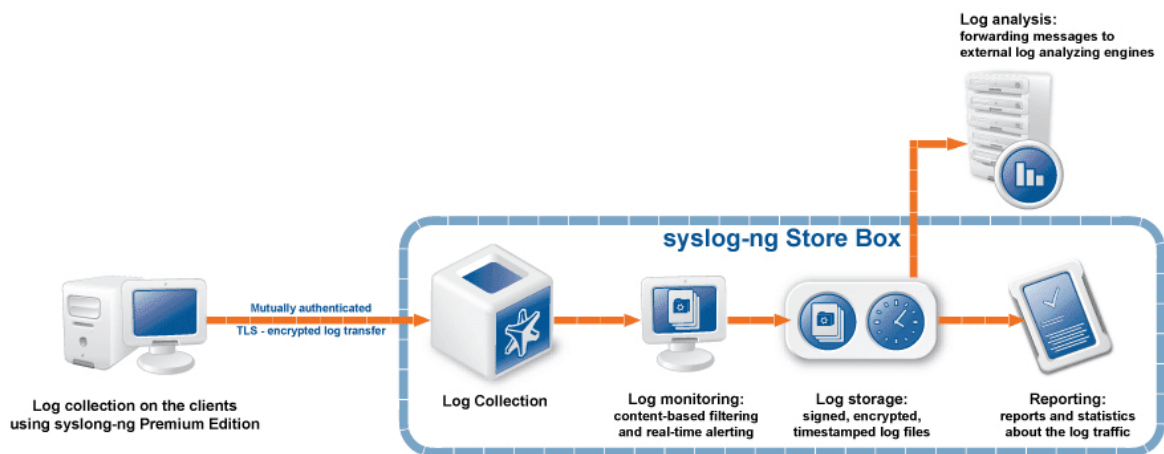 Log analysis:
forwarding messages to
external log analyzing engines
syslog-ng Store Box
Mutually authenticated
TLS - encrypted log transfer
Log collection on the clients
using syslong-ng Premium Edition
Log Collection
Log monitoring:
content-based filtering
and real-time alerting
Log storage:
signed, encrypted,
timestamped log files
Reporting:
reports and statistics
about the log traffic